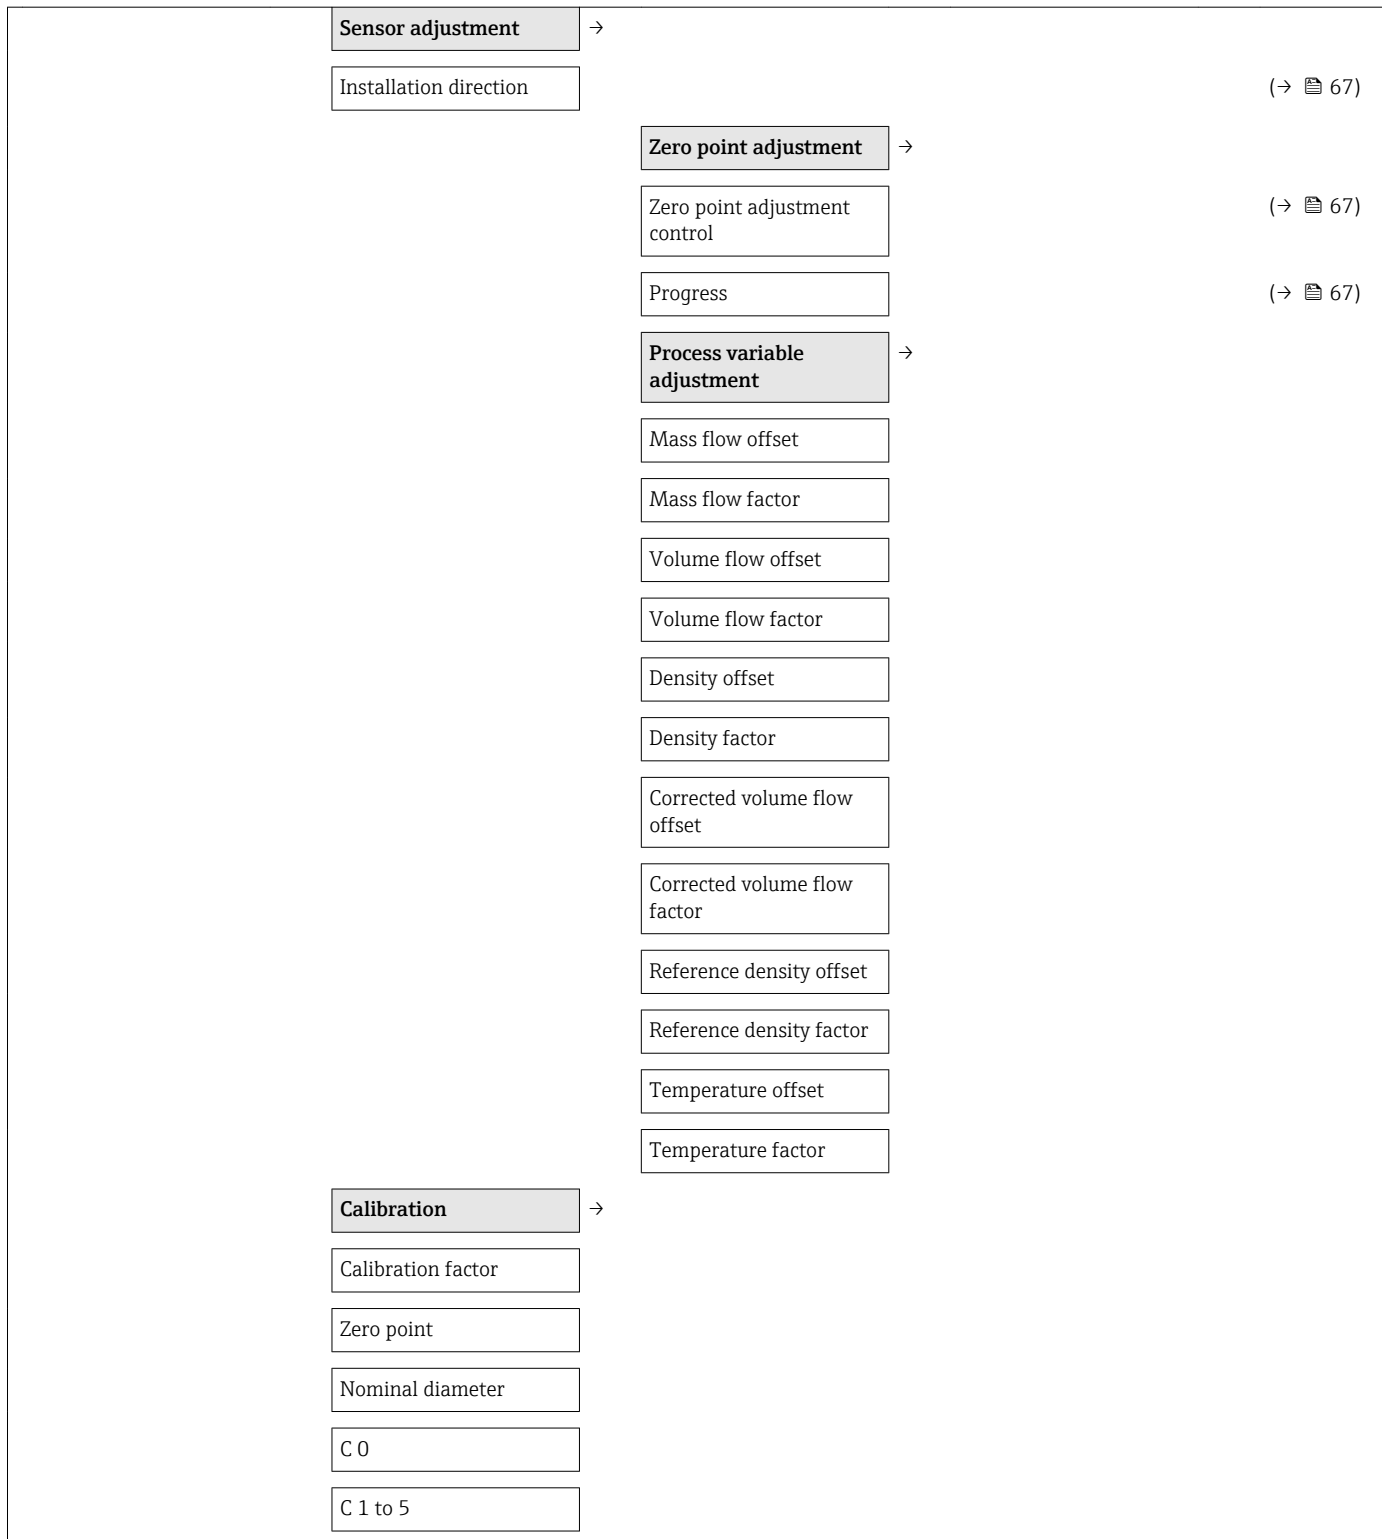 Sensor adjustment →
Installation direction (→ 67)
Zero point adjustment →
Zero point adjustment (→ 67)
control
Progress (→ 67)
Process variable →
adjustment
Mass flow offset
Mass flow factor
Volume flow offset
Volume flow factor
Density offset
Density factor
Corrected volume flow
offset
Corrected volume flow
factor
Reference density offset
Reference density factor
Temperature offset
Temperature factor
Calibration →
Calibration factor
Zero point
Nominal diameter
C 0
C 1 to 5